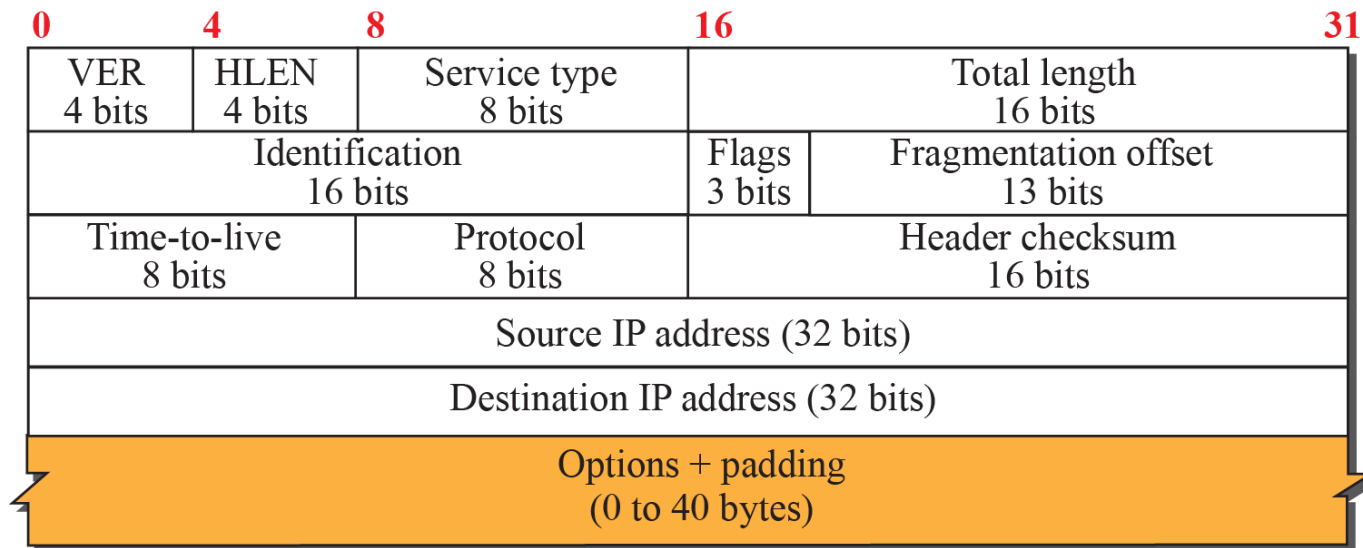 0 4 8 16 31
VER HLEN Service type Total length
4 bits 4 bits 8 bits 16 bits
Identification Flags Fragmentation offset
16 bits 3 bits 13 bits
Time-to-live Protocol Header checksum
8 bits 8 bits 16 bits
Source IP address (32 bits)
Destination IP address (32 bits)
Options + padding
(0 to 40 bytes)